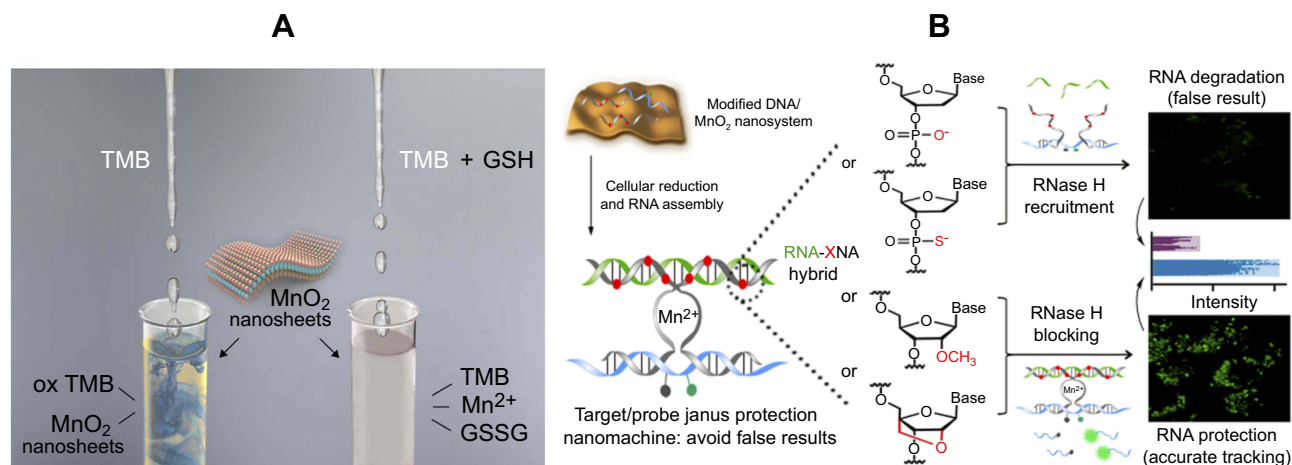 A
TMB
TMB + GSH
MnO₂
nanosheets
ox TMB
MnO₂
nanosheets
TMB
Mn²⁺
GSSG
B
Modified DNA/
MnO₂ nanosystem
Cellular reduction
and RNA assembly
RNA-XNA
hybrid
Mn²⁺
Target/probe janus protection
nanomachine: avoid false results
O
O
Base
O
O=P-O⁻
O
or
O
O
Base
O
O=P-S⁻
O
or
O
O
Base
O
OCH₃
or
O
O
Base
O
O
RNase H
recruitment
RNase H
blocking
Mn²⁺
RNA degradation
(false result)
Intensity
RNA protection
(accurate tracking)